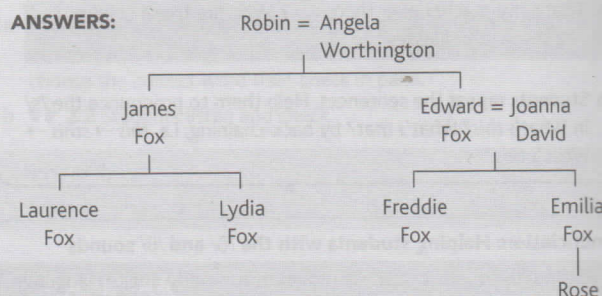 ANSWERS: Robin = Angela
Worthington
James Edward = Joanna
Fox Fox David
Laurence Lydia Freddie Emilia
Fox Fox Fox Fox
Rose